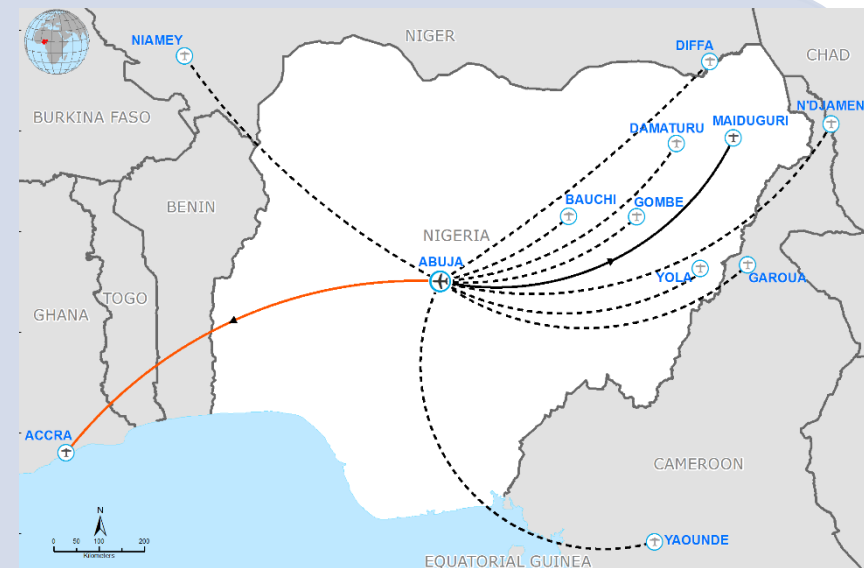 NIAMEY
NIGER
DIFFA
CHAD
N'DJAMEN
BURKINA FASO
DAMATURU
MAIDUGURI
BENIN
BAUCHI
GOMBE
NIGERIA
ABUJA
YOLA
GAROUA
GHANA
TOGO
ACCRA
CAMEROON
N
0 50 100 200
Kilometers
YAOUNDE
EQUATORIAL GUINEA